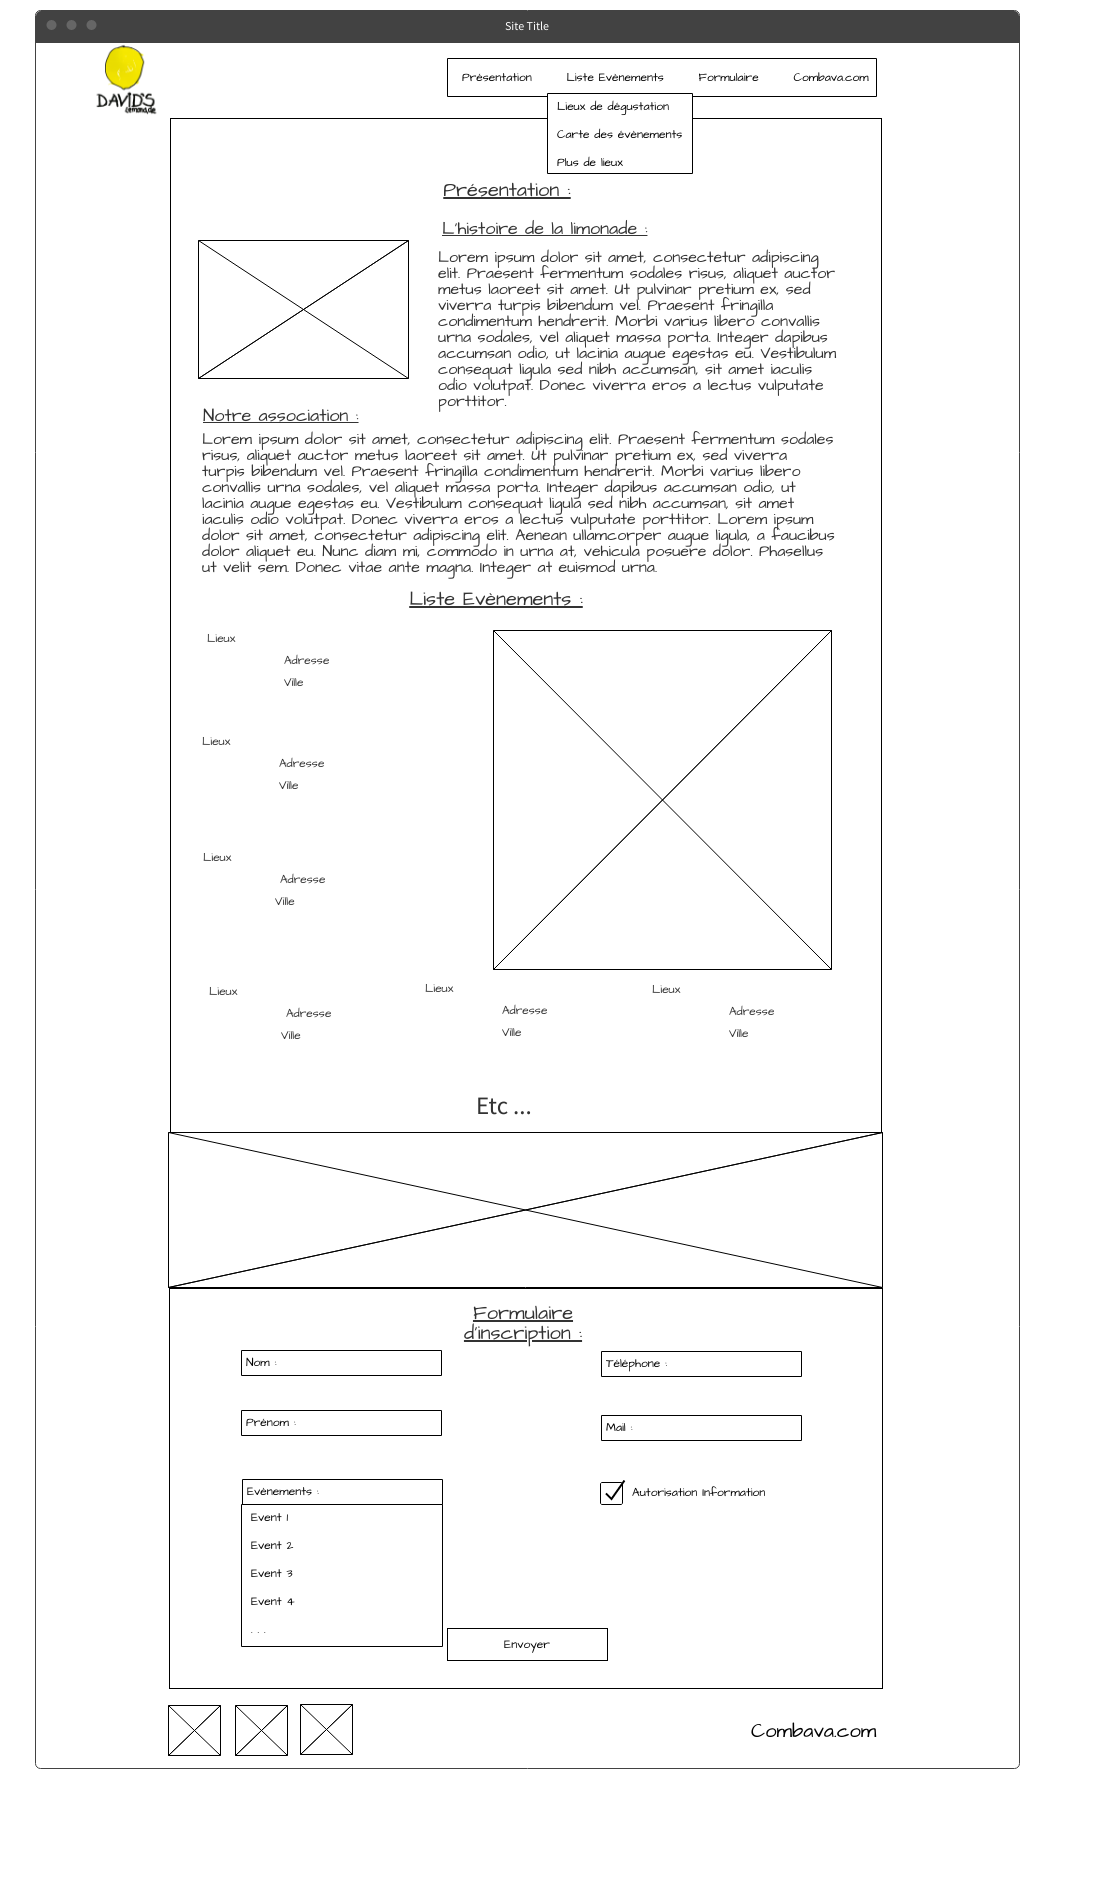 Site Title
DAVID'S
Limonade
Présentation Liste Evènements Formulaire Combava.com
Lieux de dégustation
Carte des évènements
Plus de lieux
Présentation :
L'histoire de la limonade :
Lorem ipsum dolor sit amet, consectetur adipiscing
elit. Praesent fermentum sodales risus, aliquet auctor
metus laoreet sit amet. Ut pulvinar pretium ex, sed
viverra turpis bibendum vel. Praesent fringilla
condimentum hendrerit. Morbi varius libero convallis
urna sodales, vel aliquet massa porta. Integer dapibus
accumsan odio, ut lacinia augue egestas eu. Vestibulum
consequat ligula sed nibh accumsan, sit amet iaculis
odio volutpat. Donec viverra eros a lectus vulputate
porttitor.
Notre association :
Lorem ipsum dolor sit amet, consectetur adipiscing elit. Praesent fermentum sodales
risus, aliquet auctor metus laoreet sit amet. Ut pulvinar pretium ex, sed viverra
turpis bibendum vel. Praesent fringilla condimentum hendrerit. Morbi varius libero
convallis urna sodales, vel aliquet massa porta. Integer dapibus accumsan odio, ut
lacinia augue egestas eu. Vestibulum consequat ligula sed nibh accumsan, sit amet
iaculis odio volutpat. Donec viverra eros a lectus vulputate porttitor. Lorem ipsum
dolor sit amet, consectetur adipiscing elit. Aenean ullamcorper augue ligula, a faucibus
dolor aliquet eu. Nunc diam mi, commodo in urna at, vehicula posuere dolor. Phasellus
ut velit sem. Donec vitae ante magna. Integer at euismod urna.
Liste Evènements :
Lieux
Adresse
Ville
Lieux
Adresse
Ville
Lieux
Adresse
Ville
Lieux
Adresse
Ville
Lieux
Adresse
Ville
Lieux
Adresse
Ville
Etc ...
Formulaire
d'inscription :
Nom :
Téléphone :
Prénom :
Mail :
Evènements :
Autorisation Information
Event 1
Event 2
Event 3
Event 4
. . .
Envoyer
Combava.com